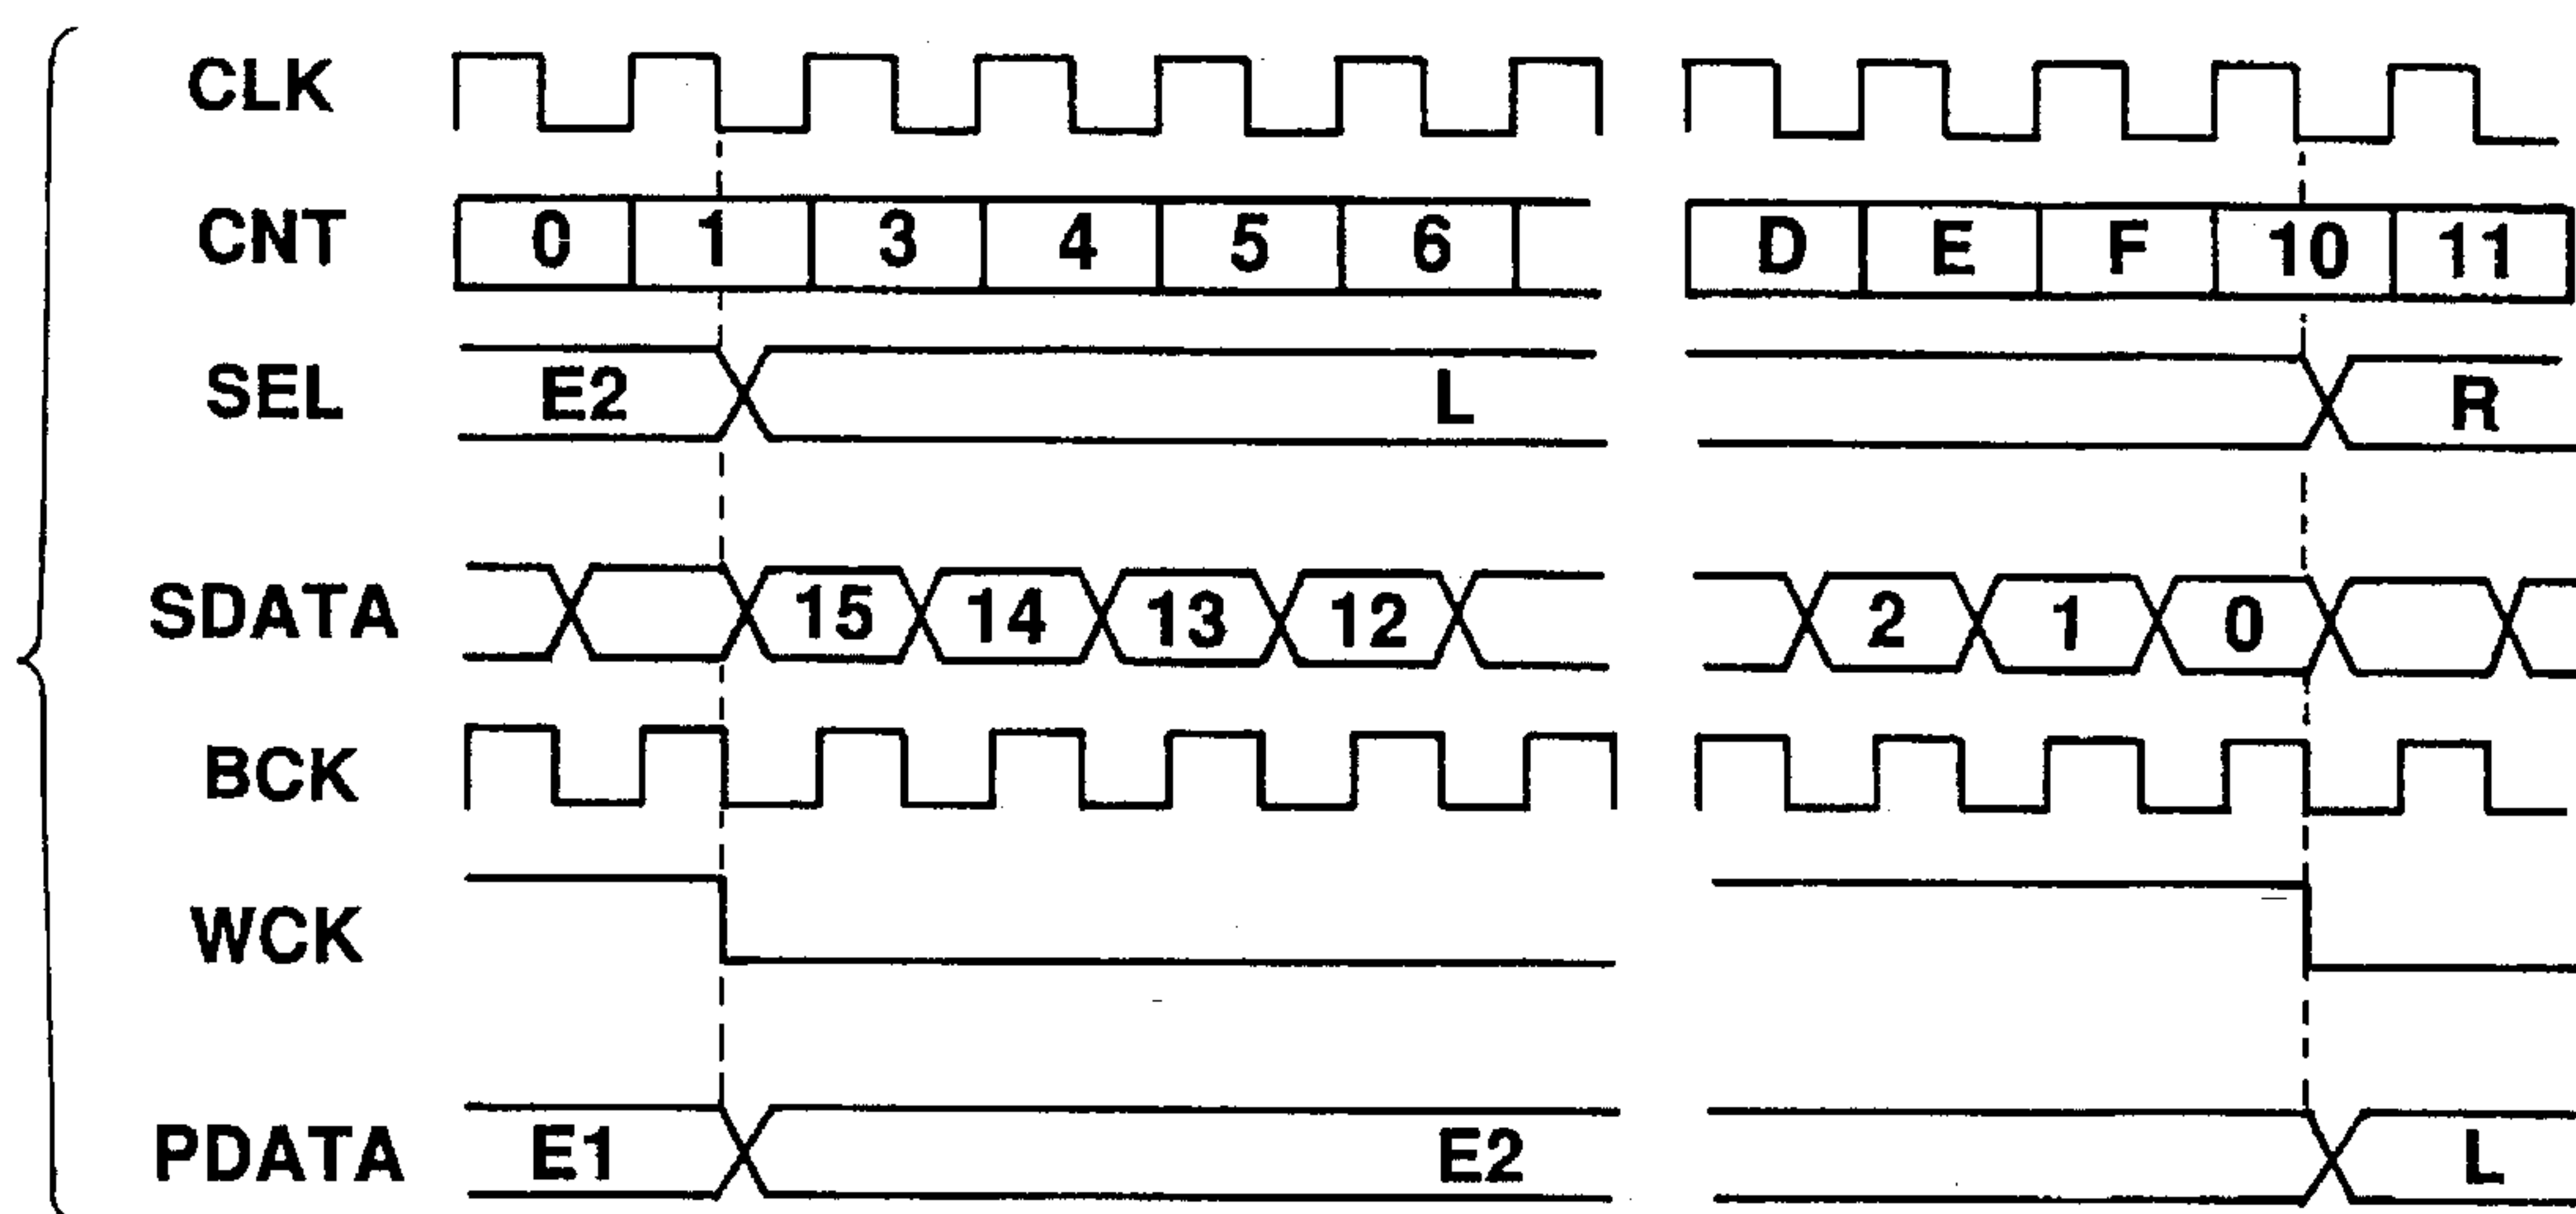 CLK
CNT 0 1 3 4 5 6 D E F 10 11
SEL E2 L R
SDATA 15 14 13 12 2 1 0
BCK
WCK
PDATA E1 E2 L